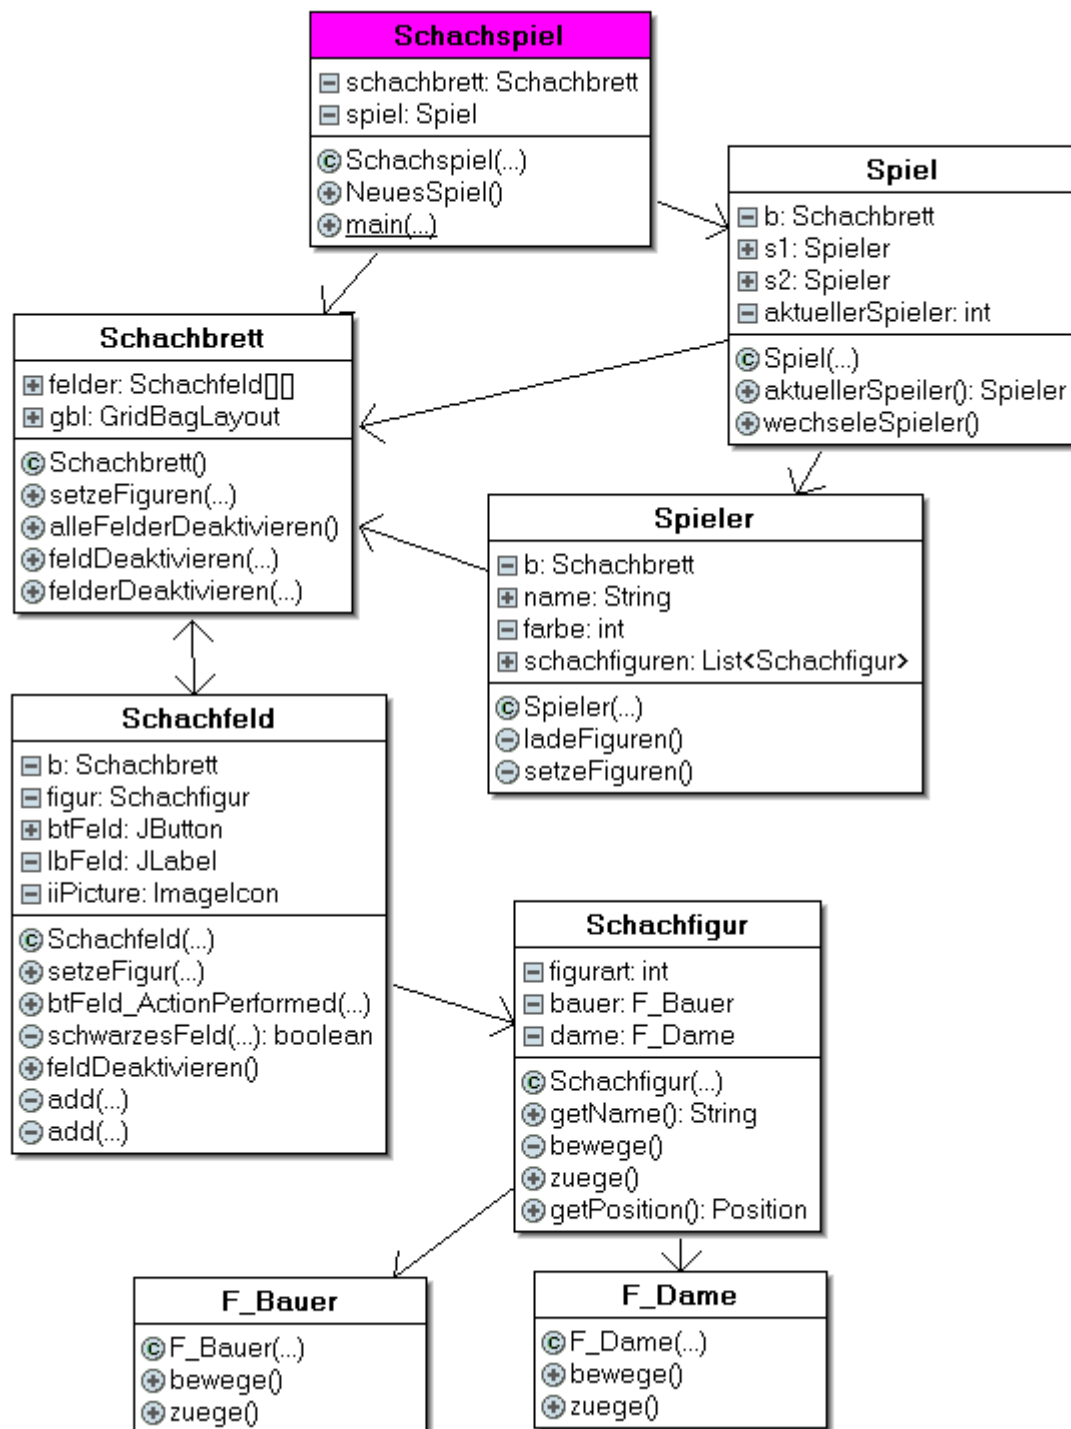 Schachspiel
schachbrett: Schachbrett
spiel: Spiel
Schachspiel(...)
NeuesSpiel()
main(...)
Spiel
b: Schachbrett
s1: Spieler
s2: Spieler
aktuellerSpieler: int
Spiel(...)
aktuellerSpeiler(): Spieler
wechseleSpieler()
Schachbrett
felder: Schachfeld[][]
gbl: GridBagLayout
Schachbrett()
setzeFiguren(...)
alleFelderDeaktivieren()
feldDeaktivieren(...)
felderDeaktivieren(...)
Spieler
b: Schachbrett
name: String
farbe: int
schachfiguren: List<Schachfigur>
Spieler(...)
ladeFiguren()
setzeFiguren()
Schachfeld
b: Schachbrett
figur: Schachfigur
btFeld: JButton
lbFeld: JLabel
iiPicture: ImageIcon
Schachfeld(...)
setzeFigur(...)
btFeld_ActionPerformed(...)
schwarzesFeld(...): boolean
feldDeaktivieren()
add(...)
add(...)
Schachfigur
figurart: int
bauer: F_Bauer
dame: F_Dame
Schachfigur(...)
getName(): String
bewege()
zuege()
getPosition(): Position
F_Bauer
F_Bauer(...)
bewege()
zuege()
F_Dame
F_Dame(...)
bewege()
zuege()